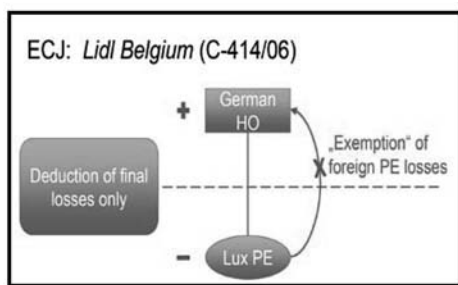 ECJ: Lidl Belgium (C-414/06)
+
German
HO
„Exemption“ of
foreign PE losses
Deduction of final
losses only
-
Lux PE